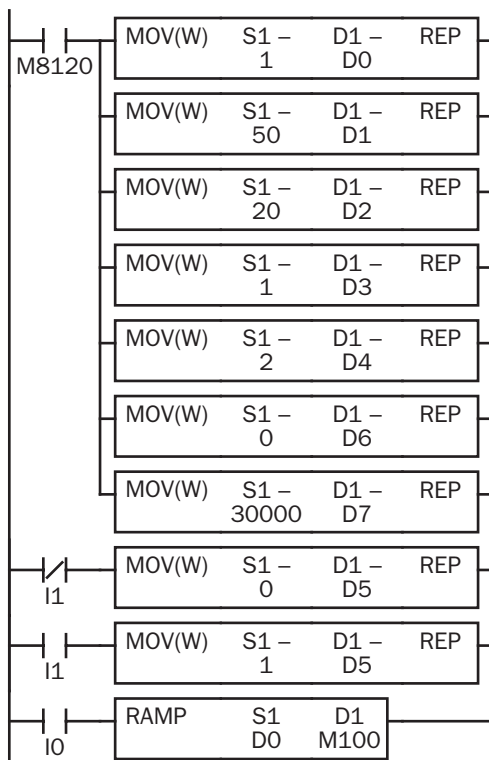 MOV(W) S1 – D1 – REP
1 D0
M8120
MOV(W) S1 – D1 – REP
50 D1
MOV(W) S1 – D1 – REP
20 D2
MOV(W) S1 – D1 – REP
1 D3
MOV(W) S1 – D1 – REP
2 D4
MOV(W) S1 – D1 – REP
0 D6
MOV(W) S1 – D1 – REP
30000 D7
MOV(W) S1 – D1 – REP
I1 0 D5
MOV(W) S1 – D1 – REP
I1 1 D5
RAMP S1 D1
I0 D0 M100